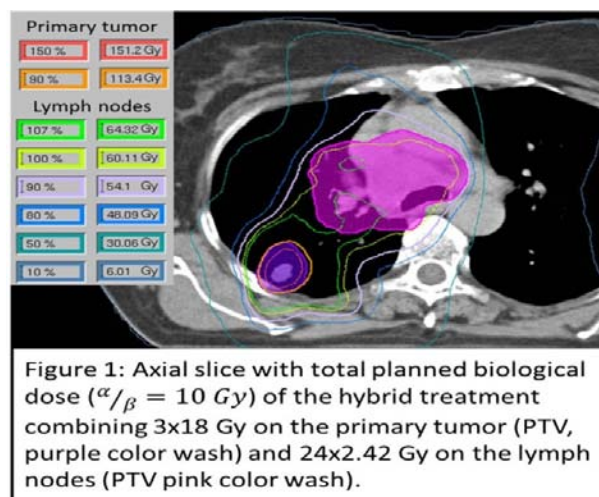 Primary tumor
150 % 151.2 Gy
90 % 113.4 Gy
Lymph nodes
107 % 64.32 Gy
100 % 60.11 Gy
90 % 54.1 Gy
80 % 48.09 Gy
50 % 30.06 Gy
10 % 6.01 Gy
Figure 1: Axial slice with total planned biological
dose (α/β = 10 Gy) of the hybrid treatment
combining 3x18 Gy on the primary tumor (PTV,
purple color wash) and 24x2.42 Gy on the lymph
nodes (PTV pink color wash).